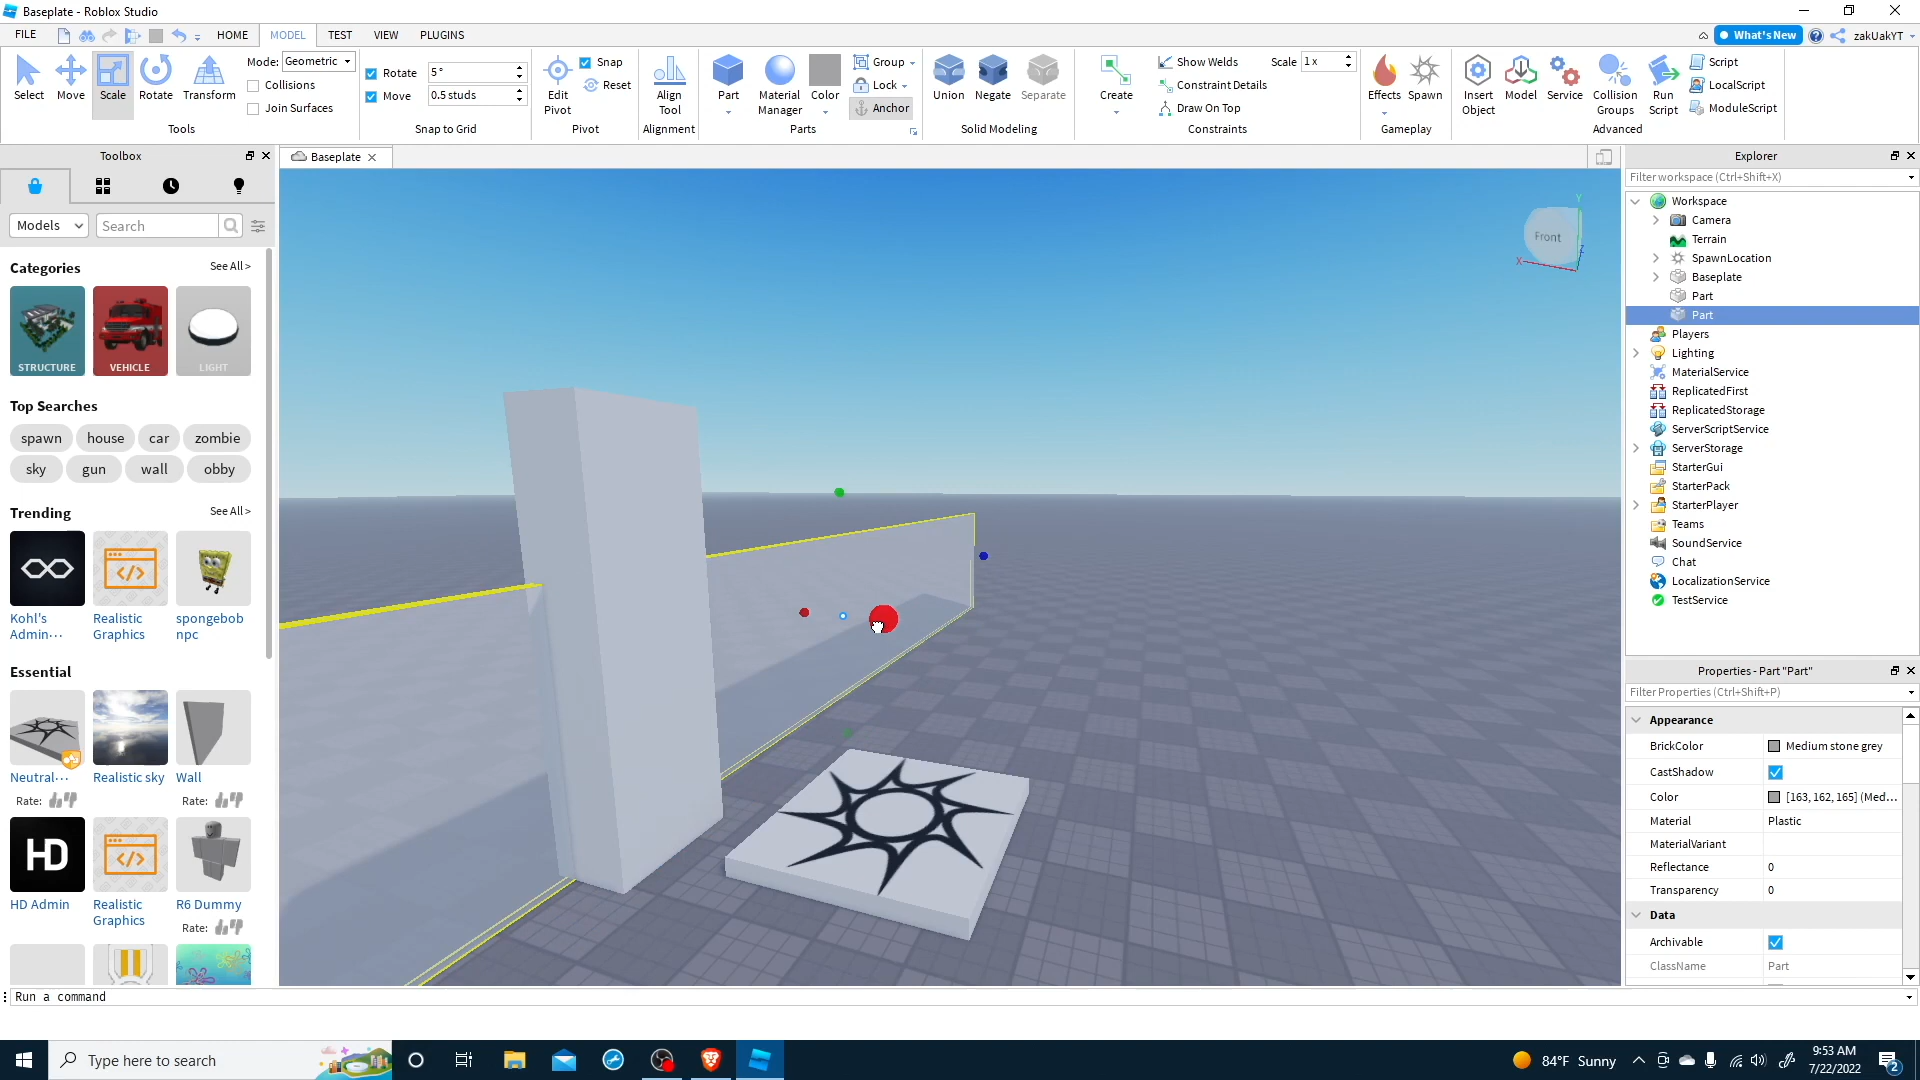 Baseplate - Roblox Studio
FILE HOME MODEL TEST VIEW PLUGINS What's New zakUakYT
Select Move Scale Rotate Transform
Mode: Geometric
Collisions
Join Surfaces
Tools
Rotate 5°
Move 0.5 studs
Snap to Grid
Edit Pivot
Snap
Reset
Pivot
Align Tool
Alignment
Part Material Manager Color
Group
Lock
Anchor
Parts
Union Negate Separate
Solid Modeling
Create
Show Welds
Constraint Details
Draw On Top
Scale 1x
Constraints
Effects Spawn
Gameplay
Insert Object Model Service Collision Groups Run Script
Script
LocalScript
ModuleScript
Advanced
Toolbox
Models Search
Categories See All >
STRUCTURE VEHICLE LIGHT
Top Searches
spawn house car zombie
sky gun wall obby
Trending See All >
Kohl's Admin... Realistic Graphics spongebob npc
Essential
Neutral... Realistic sky Wall
Rate: Rate:
HD
HD Admin Realistic Graphics R6 Dummy
Rate:
Baseplate
Front
Y
X
Z
Explorer
Filter workspace (Ctrl+Shift+X)
Workspace
Camera
Terrain
SpawnLocation
Baseplate
Part
Part
Players
Lighting
MaterialService
ReplicatedFirst
ReplicatedStorage
ServerScriptService
ServerStorage
StarterGui
StarterPack
StarterPlayer
Teams
SoundService
Chat
LocalizationService
TestService
Properties - Part "Part"
Filter Properties (Ctrl+Shift+P)
Appearance
BrickColor Medium stone grey
CastShadow
Color [163, 162, 165] (Med...
Material Plastic
MaterialVariant
Reflectance 0
Transparency 0
Data
Archivable
ClassName Part
Run a command
Type here to search
84°F Sunny
9:53 AM
7/22/2022
2